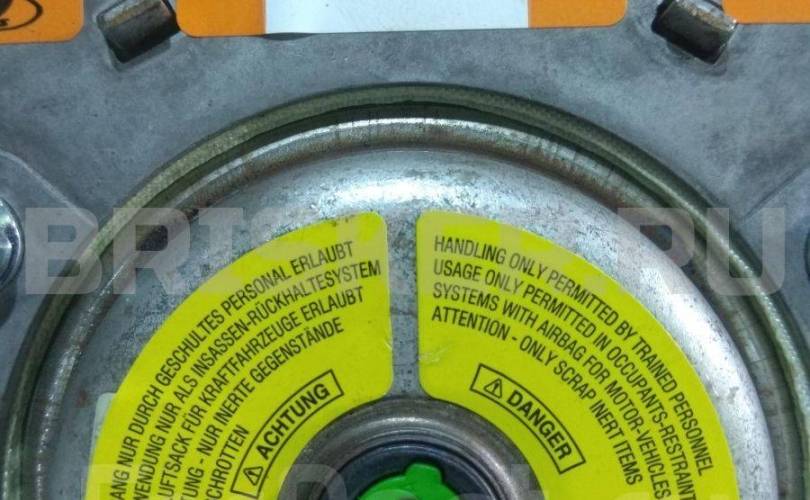 NUR DURCH GESCHULTES PERSONAL ERLAUBT
NUR ALS INSASSEN-RÜCKHALTESYSTEM
FÜR KRAFTFAHRZEUGE ERLAUBT
- NUR INERTE GEGENSTÄNDE
⚠ ACHTUNG
HANDLING ONLY PERMITTED BY TRAINED PERSONNEL
USAGE ONLY PERMITTED IN OCCUPANTS-RESTRAIN
SYSTEMS WITH AIRBAG FOR MOTOR-VEHICLES
ATTENTION - ONLY SCRAP INERT ITEMS
⚠ DANGER